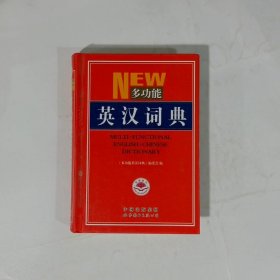 NEW
多功能
英汉词典
MULTI-FUNCTIONAL
ENGLISH-CHINESE
DICTIONARY